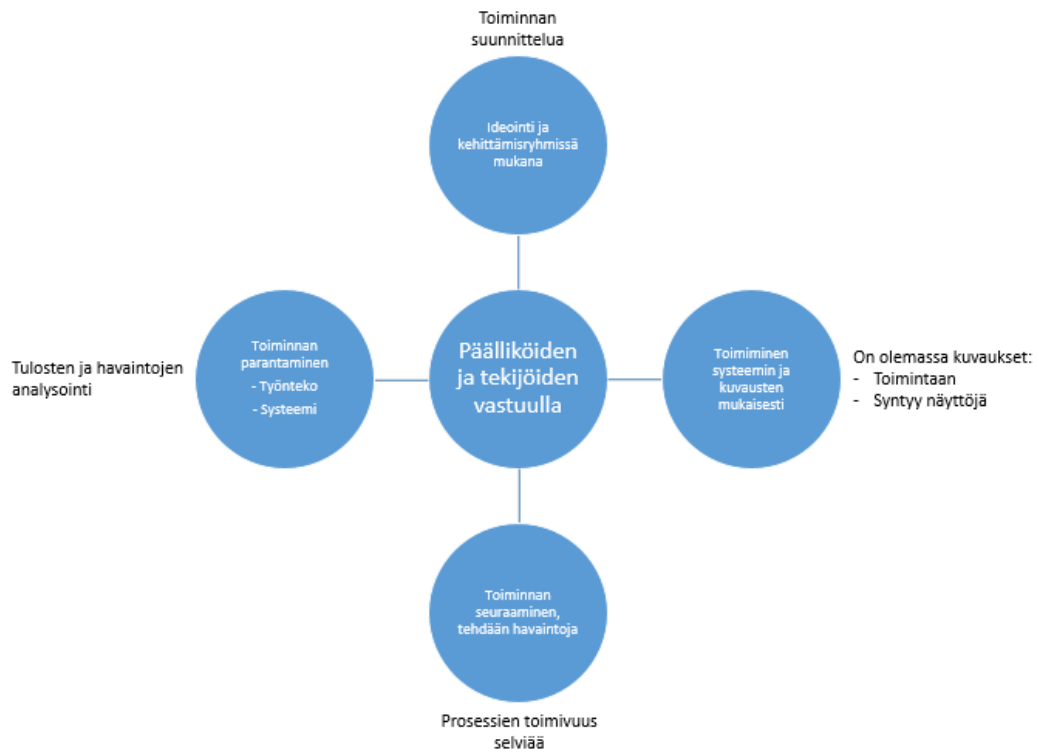 Toiminnan
suunnittelua
Ideointi ja
kehittämisryhmissä
mukana
Tulosten ja havaintojen
analysointi
Toiminnan
parantaminen
- Työnteko
- Systeemi
Päälliköiden
ja tekijöiden
vastuulla
Toimiminen
systeemin ja
kuvausten
mukaisesti
On olemassa kuvaukset:
- Toimintaan
- Syntyy näyttöjä
Toiminnan
seuraaminen,
tehdään havaintoja
Prosessien toimivuus
selviää